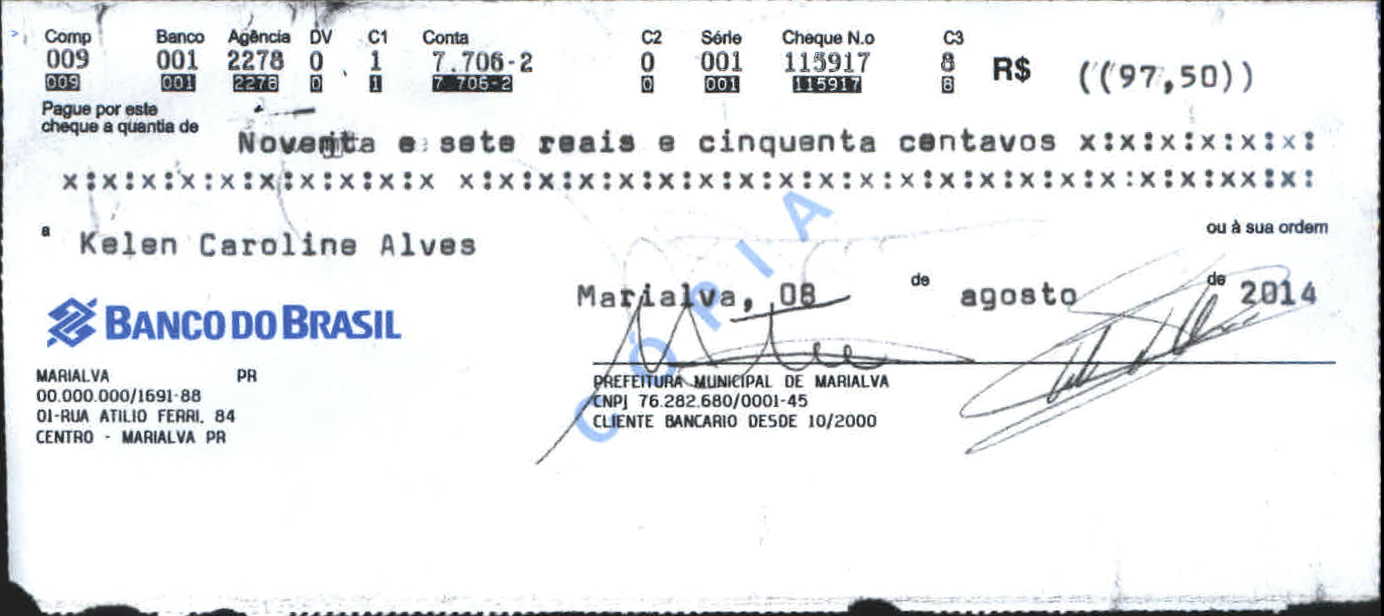 Comp Banco Agência DV C1 Conta C2 Série Cheque N.o C3
009 001 2278 0 1 7.706-2 0 001 115917 8 R$ ((97,50))
009 001 2278 0 1 7 706-2 0 001 115917 8
Pague por este
cheque a quantia de Noventa e sete reais e cinquenta centavos x:x:x:x:x:x:
x:x:x:x:x:x:x:x:x:x x:x:x:x:x:x:x:x:x:x:x:x:x:x:x:x:x:x:x:xx:x:
a Kelen Caroline Alves ou à sua ordem
Marialva, 08 de agosto de 2014
BANCO DO BRASIL
MARIALVA PR
00.000.000/1691-88
01-RUA ATILIO FERRI, 84
CENTRO - MARIALVA PR
PREFEITURA MUNICIPAL DE MARIALVA
CNPJ 76.282.680/0001-45
CLIENTE BANCARIO DESDE 10/2000
CÓPIA